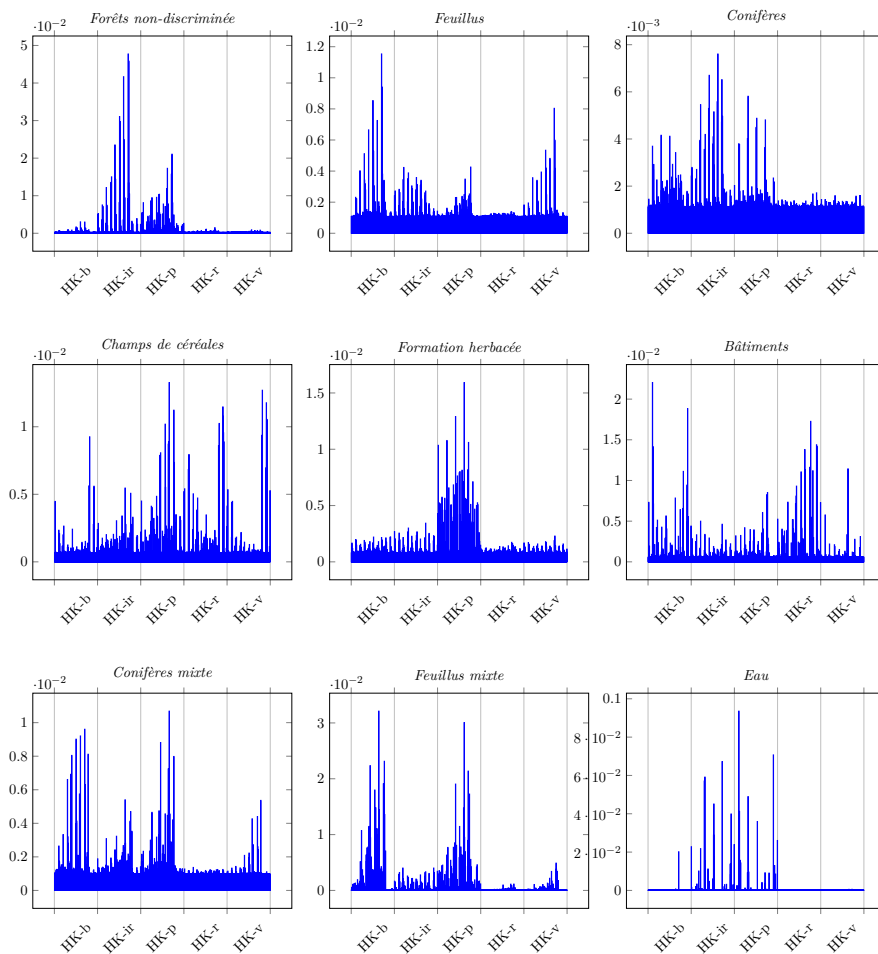 Forêts non-discriminée
·10⁻²
5
4
3
2
1
0
HK-b
HK-ir
HK-p
HK-r
HK-v
Feuillus
·10⁻²
1.2
1
0.8
0.6
0.4
0.2
0
HK-b
HK-ir
HK-p
HK-r
HK-v
Conifères
·10⁻³
8
6
4
2
0
HK-b
HK-ir
HK-p
HK-r
HK-v
Champs de céréales
·10⁻²
1
0.5
0
HK-b
HK-ir
HK-p
HK-r
HK-v
Formation herbacée
·10⁻²
1.5
1
0.5
0
HK-b
HK-ir
HK-p
HK-r
HK-v
Bâtiments
·10⁻²
2
1.5
1
0.5
0
HK-b
HK-ir
HK-p
HK-r
HK-v
Conifères mixte
·10⁻²
1
0.8
0.6
0.4
0.2
0
HK-b
HK-ir
HK-p
HK-r
HK-v
Feuillus mixte
·10⁻²
3
2
1
0
HK-b
HK-ir
HK-p
HK-r
HK-v
Eau
0.1
8 · 10⁻²
6 · 10⁻²
4 · 10⁻²
2 · 10⁻²
0
HK-b
HK-ir
HK-p
HK-r
HK-v